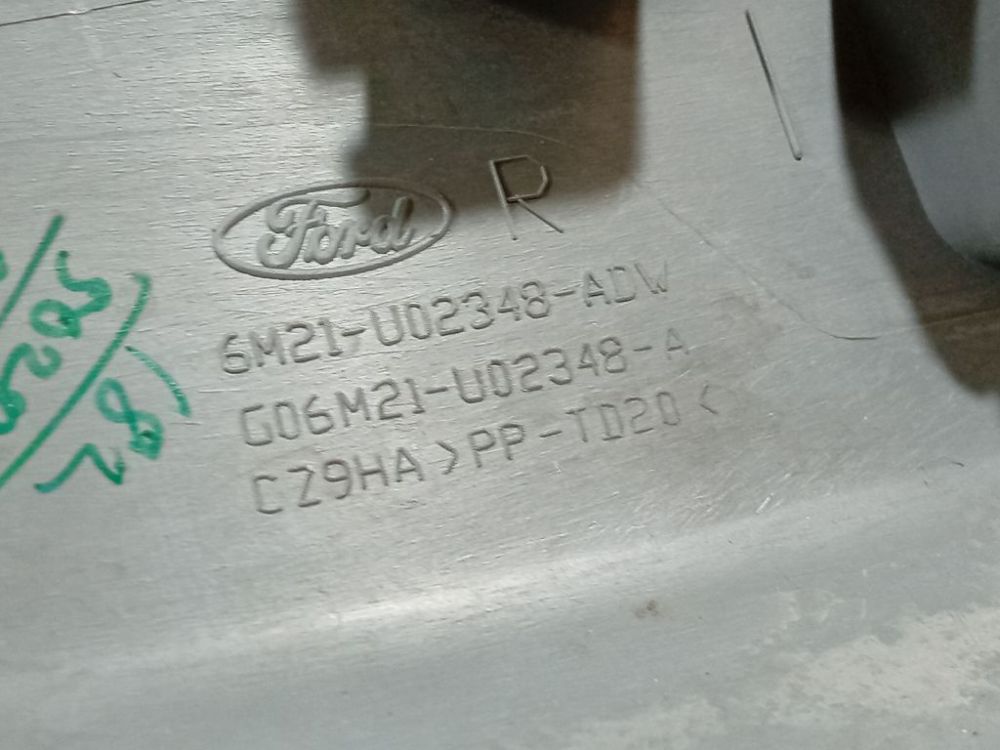 Ford R
6M21-U02348-ADW
G06M21-U02348-A
CZ9HA >PP-TD20<